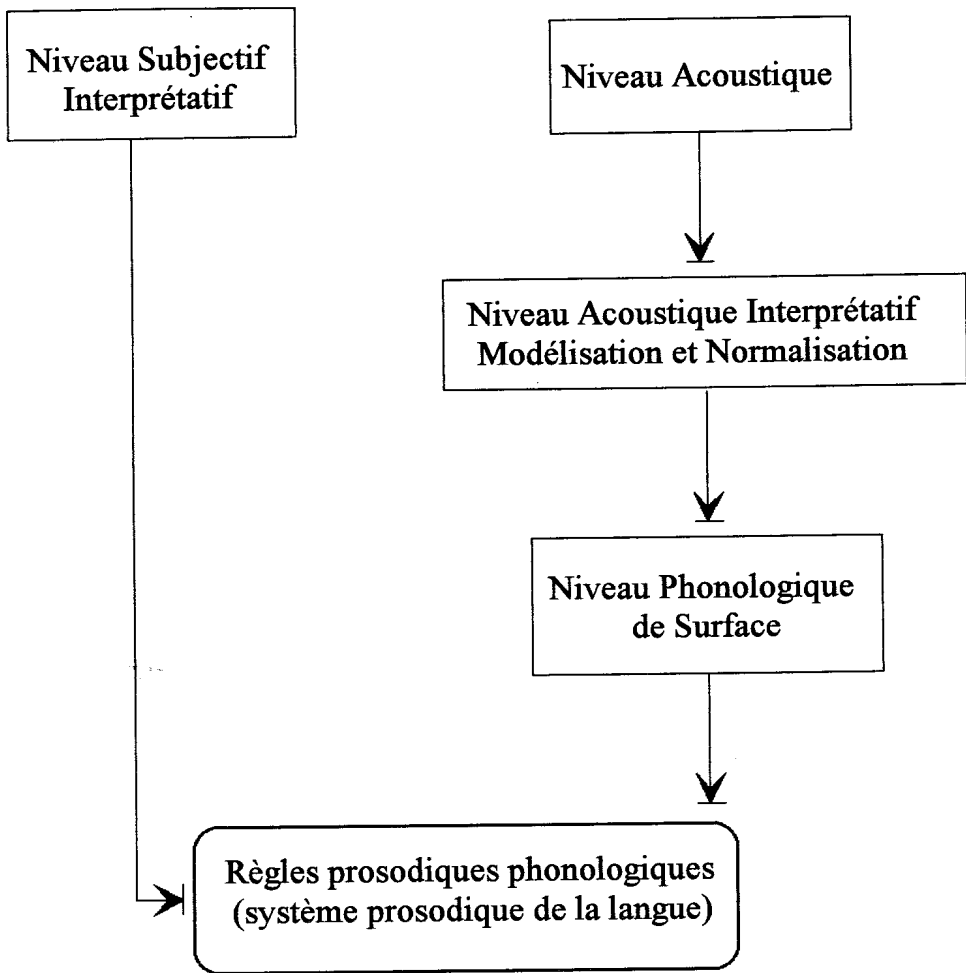 Niveau Subjectif
Interprétatif
Niveau Acoustique
Niveau Acoustique Interprétatif
Modélisation et Normalisation
Niveau Phonologique
de Surface
Règles prosodiques phonologiques
(système prosodique de la langue)